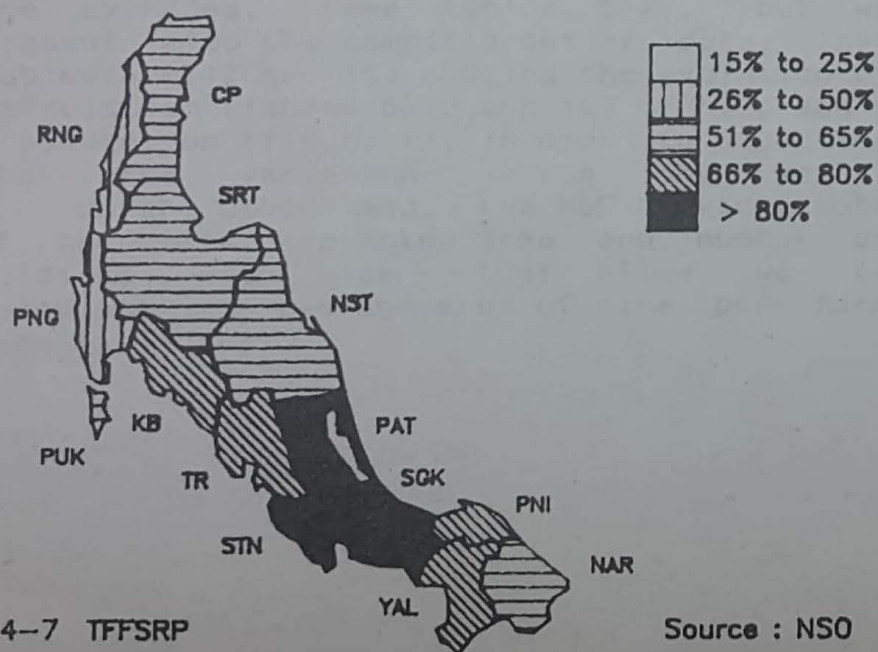 CP
RNG
SRT
PNG
NST
KB
PAT
PUK
SGK
TR
PNI
STN
NAR
YAL
15% to 25%
26% to 50%
51% to 65%
66% to 80%
> 80%
4-7 TFFSRP
Source : NSO